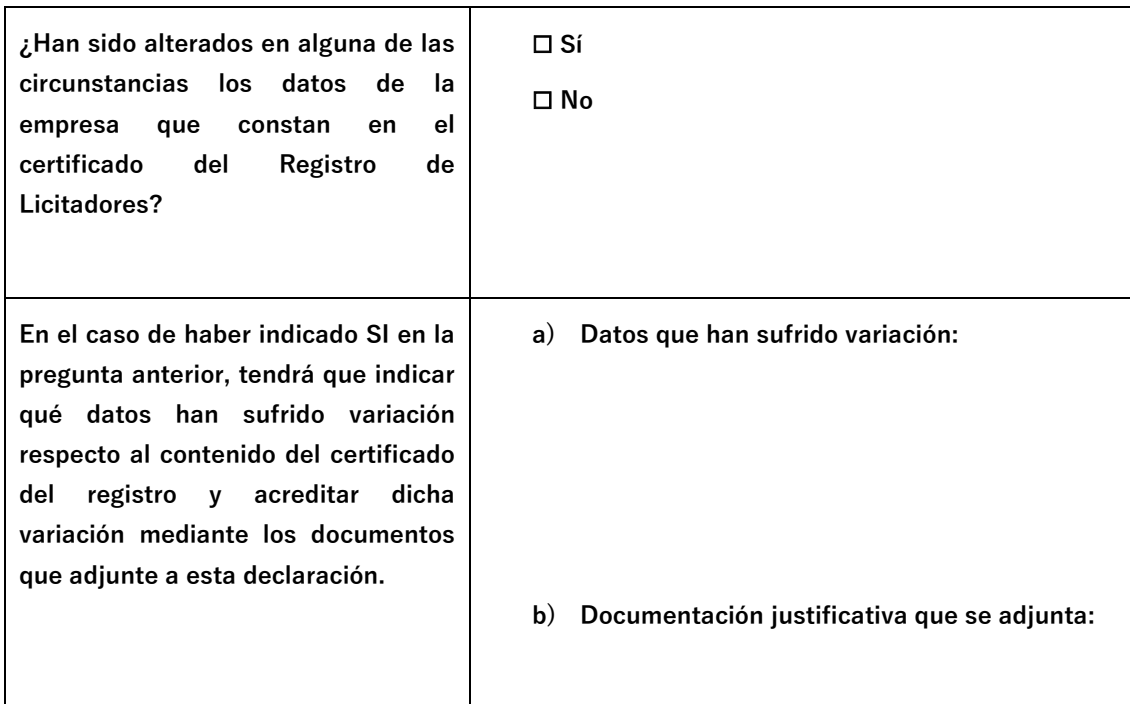 ¿Han sido alterados en alguna de las
circunstancias los datos de la
empresa que constan en el
certificado del Registro de
Licitadores?
☐ Sí
☐ No
En el caso de haber indicado SI en la
pregunta anterior, tendrá que indicar
qué datos han sufrido variación
respecto al contenido del certificado
del registro y acreditar dicha
variación mediante los documentos
que adjunte a esta declaración.
a) Datos que han sufrido variación:
b) Documentación justificativa que se adjunta: